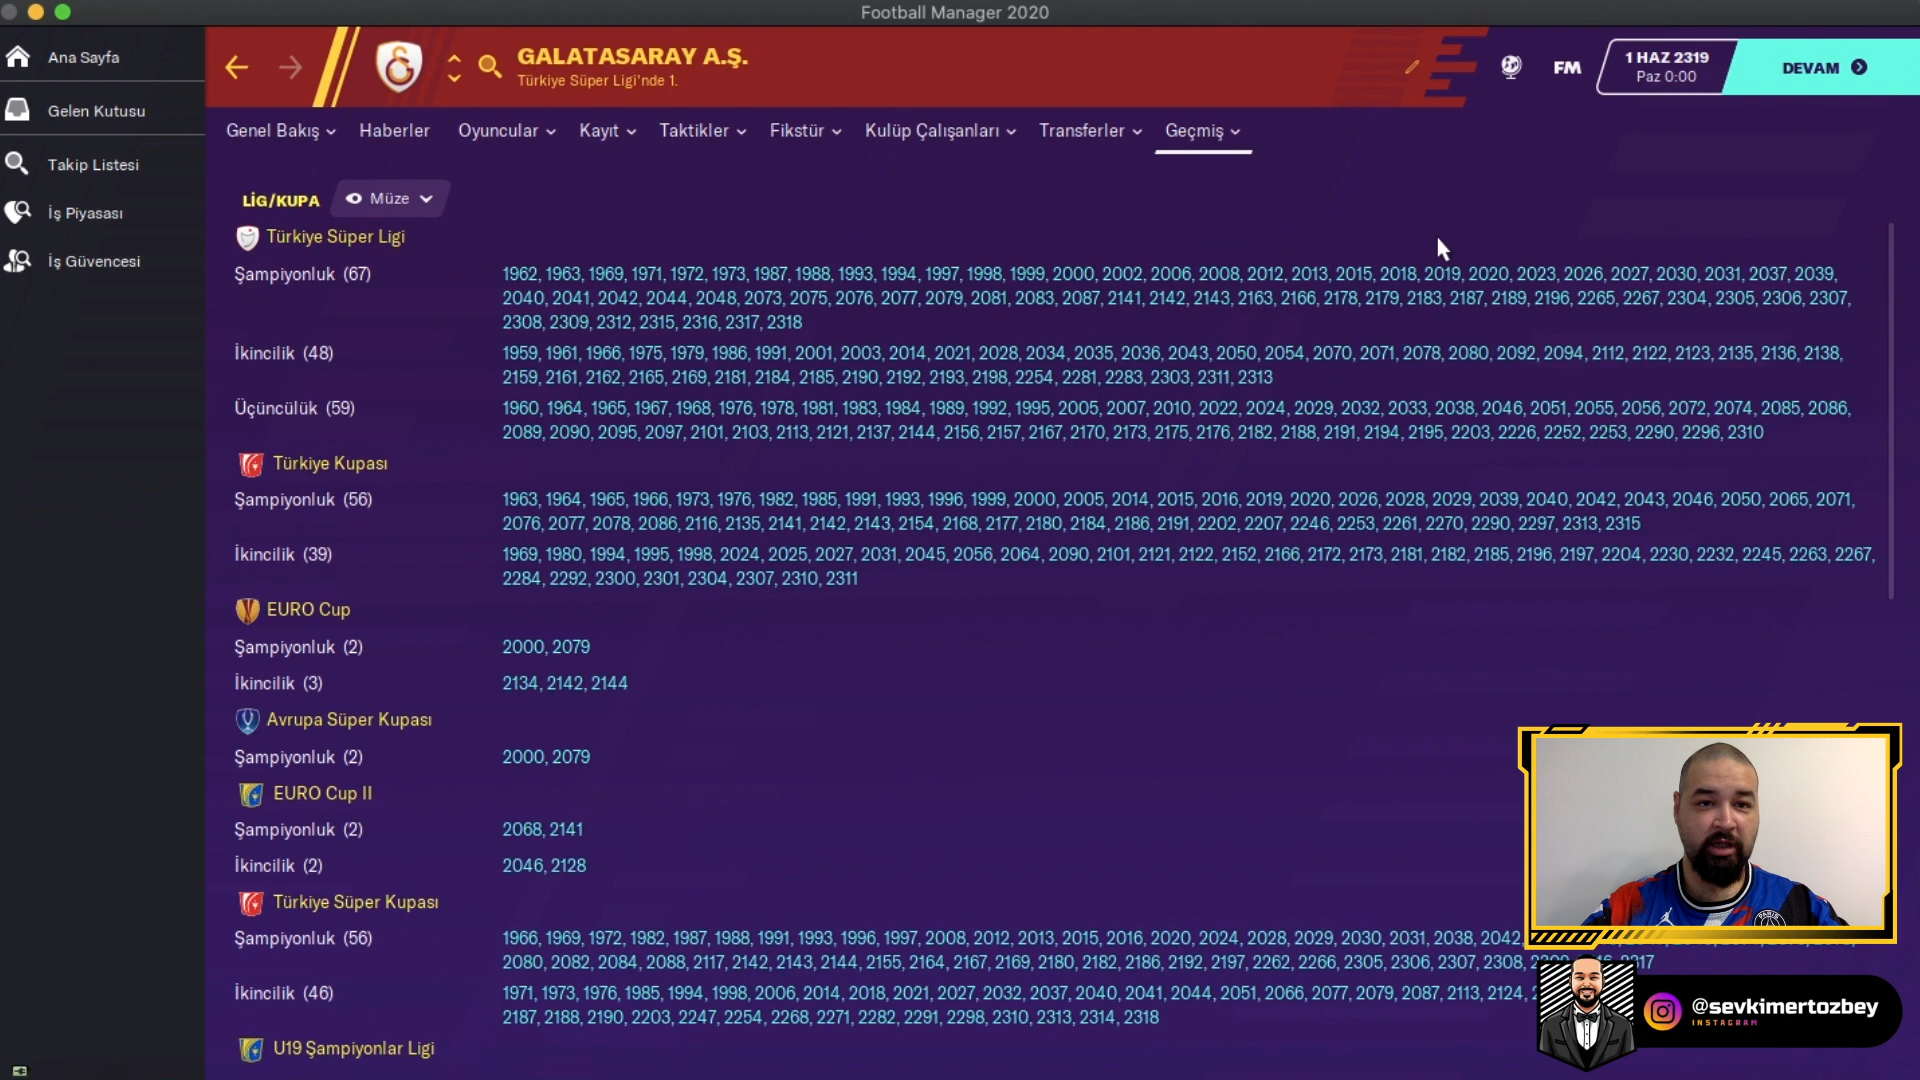 Football Manager 2020
Ana Sayfa
Gelen Kutusu
Takip Listesi
İş Piyasası
İş Güvencesi
GALATASARAY A.Ş.
Türkiye Süper Ligi'nde 1.
FM
1 HAZ 2319
Paz 0:00
DEVAM
Genel Bakış Haberler Oyuncular Kayıt Taktikler Fikstür Kulüp Çalışanları Transferler Geçmiş
LİG/KUPA Müze
Türkiye Süper Ligi
Şampiyonluk (67) 1962, 1963, 1969, 1971, 1972, 1973, 1987, 1988, 1993, 1994, 1997, 1998, 1999, 2000, 2002, 2006, 2008, 2012, 2013, 2015, 2018, 2019, 2020, 2023, 2026, 2027, 2030, 2031, 2037, 2039,
2040, 2041, 2042, 2044, 2048, 2073, 2075, 2076, 2077, 2079, 2081, 2083, 2087, 2141, 2142, 2143, 2163, 2166, 2178, 2179, 2183, 2187, 2189, 2196, 2265, 2267, 2304, 2305, 2306, 2307,
2308, 2309, 2312, 2315, 2316, 2317, 2318
İkincilik (48) 1959, 1961, 1966, 1975, 1979, 1986, 1991, 2001, 2003, 2014, 2021, 2028, 2034, 2035, 2036, 2043, 2050, 2054, 2070, 2071, 2078, 2080, 2092, 2094, 2112, 2122, 2123, 2135, 2136, 2138,
2159, 2161, 2162, 2165, 2169, 2181, 2184, 2185, 2190, 2192, 2193, 2198, 2254, 2281, 2283, 2303, 2311, 2313
Üçüncülük (59) 1960, 1964, 1965, 1967, 1968, 1976, 1978, 1981, 1983, 1984, 1989, 1992, 1995, 2005, 2007, 2010, 2022, 2024, 2029, 2032, 2033, 2038, 2046, 2051, 2055, 2056, 2072, 2074, 2085, 2086,
2089, 2090, 2095, 2097, 2101, 2103, 2113, 2121, 2137, 2144, 2156, 2157, 2167, 2170, 2173, 2175, 2176, 2182, 2188, 2191, 2194, 2195, 2203, 2226, 2252, 2253, 2290, 2296, 2310
Türkiye Kupası
Şampiyonluk (56) 1963, 1964, 1965, 1966, 1973, 1976, 1982, 1985, 1991, 1993, 1996, 1999, 2000, 2005, 2014, 2015, 2016, 2019, 2020, 2026, 2028, 2029, 2039, 2040, 2042, 2043, 2046, 2050, 2065, 2071,
2076, 2077, 2078, 2086, 2116, 2135, 2141, 2142, 2143, 2154, 2168, 2177, 2180, 2184, 2186, 2191, 2202, 2207, 2246, 2253, 2261, 2270, 2290, 2297, 2313, 2315
İkincilik (39) 1969, 1980, 1994, 1995, 1998, 2024, 2025, 2027, 2031, 2045, 2056, 2064, 2090, 2101, 2121, 2122, 2152, 2166, 2172, 2173, 2181, 2182, 2185, 2196, 2197, 2204, 2230, 2232, 2245, 2263, 2267,
2284, 2292, 2300, 2301, 2304, 2307, 2310, 2311
EURO Cup
Şampiyonluk (2) 2000, 2079
İkincilik (3) 2134, 2142, 2144
Avrupa Süper Kupası
Şampiyonluk (2) 2000, 2079
EURO Cup II
Şampiyonluk (2) 2068, 2141
İkincilik (2) 2046, 2128
Türkiye Süper Kupası
Şampiyonluk (56) 1966, 1969, 1972, 1982, 1987, 1988, 1991, 1993, 1996, 1997, 2008, 2012, 2013, 2015, 2016, 2020, 2024, 2028, 2029, 2030, 2031, 2038, 2042,
2080, 2082, 2084, 2088, 2117, 2142, 2143, 2144, 2155, 2164, 2167, 2169, 2180, 2182, 2186, 2192, 2197, 2262, 2266, 2305, 2306, 2307, 2308,
İkincilik (46) 1971, 1973, 1976, 1985, 1994, 1998, 2006, 2014, 2018, 2021, 2027, 2032, 2037, 2040, 2041, 2044, 2051, 2066, 2077, 2079, 2087, 2113, 2124,
2187, 2188, 2190, 2203, 2247, 2254, 2268, 2271, 2282, 2291, 2298, 2310, 2313, 2314, 2318
U19 Şampiyonlar Ligi
PARIS
@sevkimertozbey
INSTAGRAM